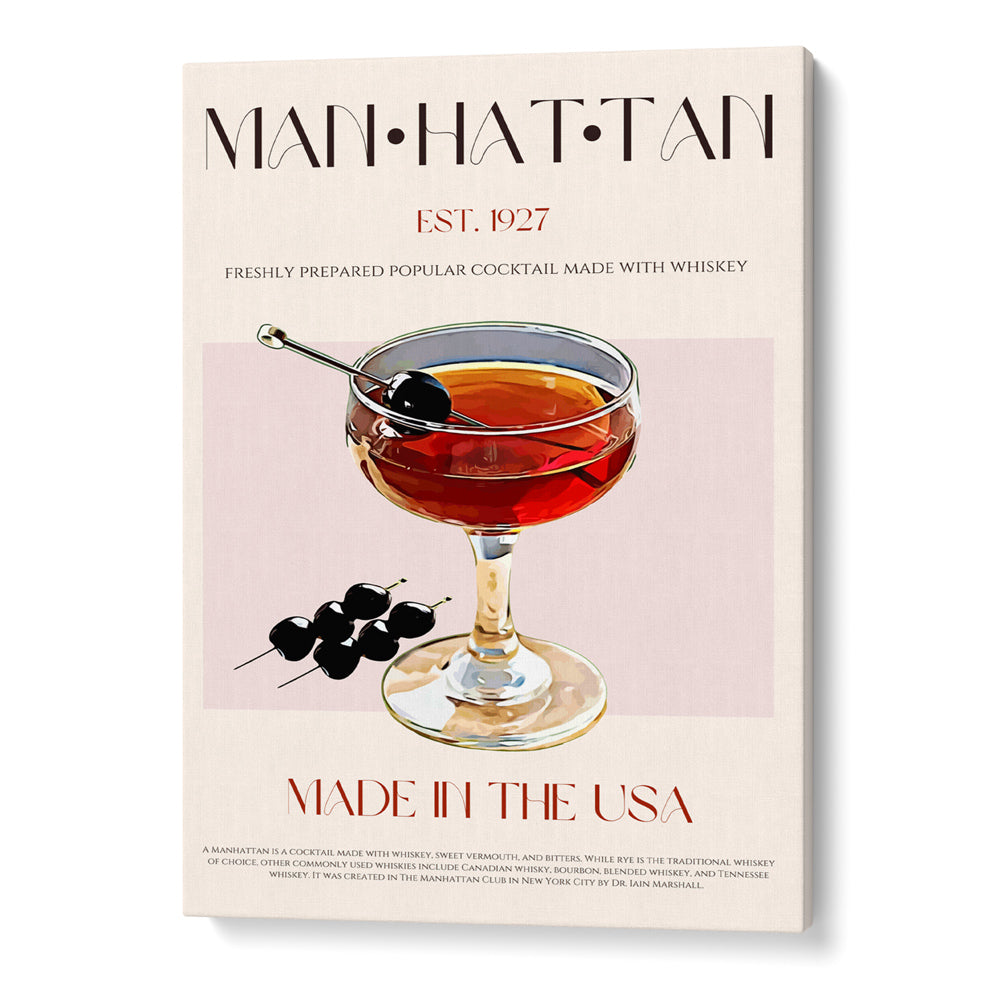 MAN•HAT•TAN
EST. 1927
FRESHLY PREPARED POPULAR COCKTAIL MADE WITH WHISKEY
MADE IN THE USA
A MANHATTAN IS A COCKTAIL MADE WITH WHISKEY, SWEET VERMOUTH, AND BITTERS. WHILE RYE IS THE TRADITIONAL WHISKEY
OF CHOICE, OTHER COMMONLY USED WHISKIES INCLUDE CANADIAN WHISKY, BOURBON, BLENDED WHISKEY, AND TENNESSEE
WHISKEY. IT WAS CREATED IN THE MANHATTAN CLUB IN NEW YORK CITY BY DR. IAIN MARSHALL.